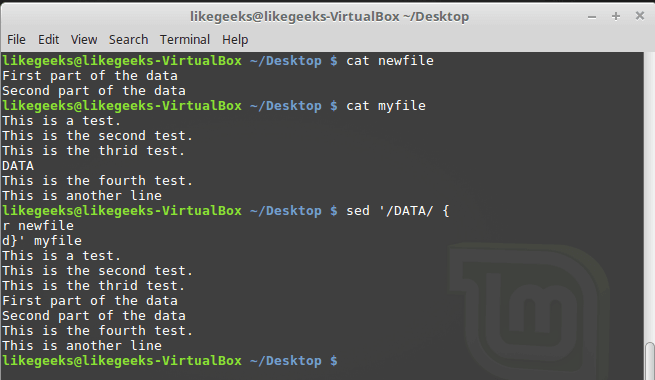 likegeeks@likegeeks-VirtualBox ~/Desktop
File Edit View Search Terminal Help
likegeeks@likegeeks-VirtualBox ~/Desktop $ cat newfile
First part of the data
Second part of the data
likegeeks@likegeeks-VirtualBox ~/Desktop $ cat myfile
This is a test.
This is the second test.
This is the thrid test.
DATA
This is the fourth test.
This is another line
likegeeks@likegeeks-VirtualBox ~/Desktop $ sed '/DATA/ {
r newfile
d}' myfile
This is a test.
This is the second test.
This is the thrid test.
First part of the data
Second part of the data
This is the fourth test.
This is another line
likegeeks@likegeeks-VirtualBox ~/Desktop $